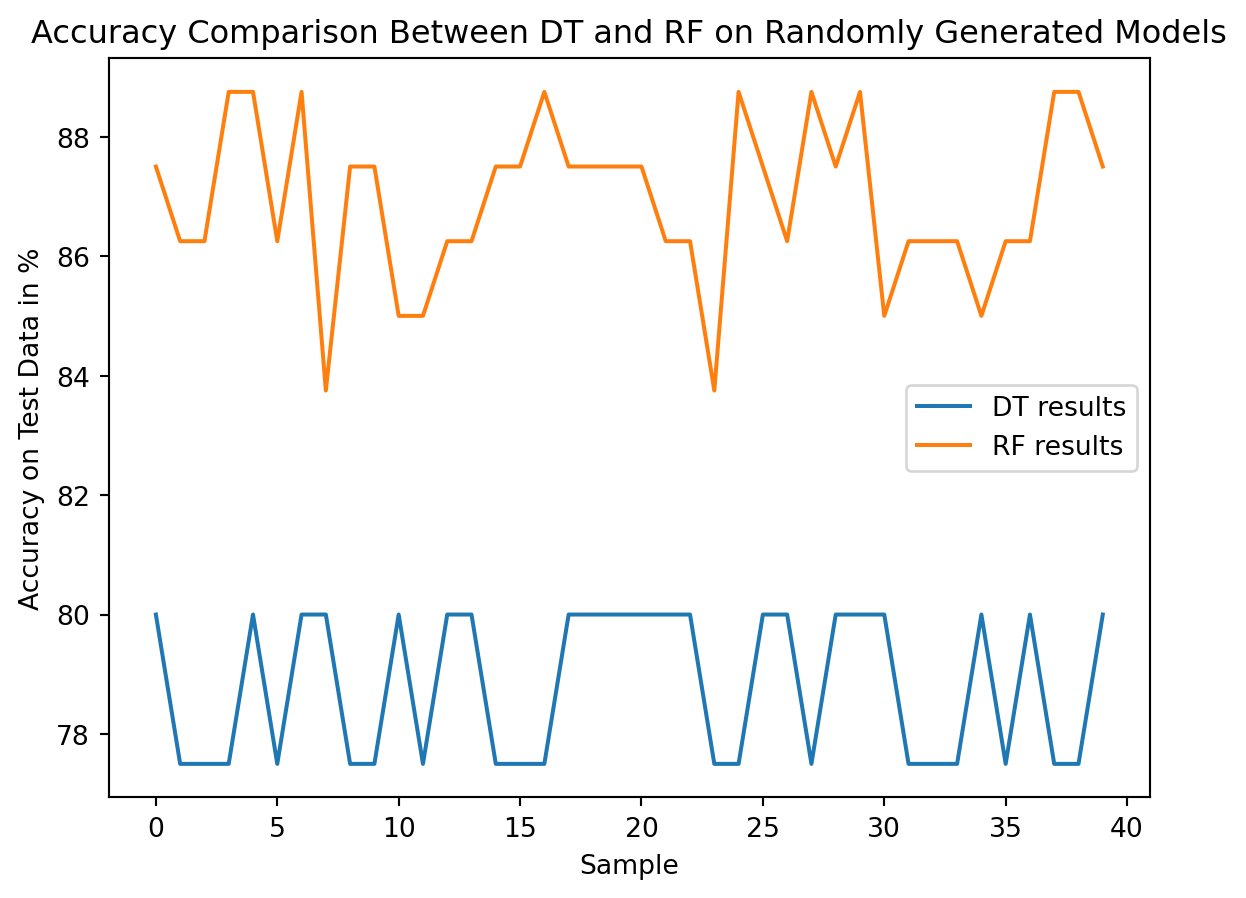 Accuracy Comparison Between DT and RF on Randomly Generated Models
Accuracy on Test Data in %
88
86
84
82
80
78
DT results
RF results
0 5 10 15 20 25 30 35 40
Sample